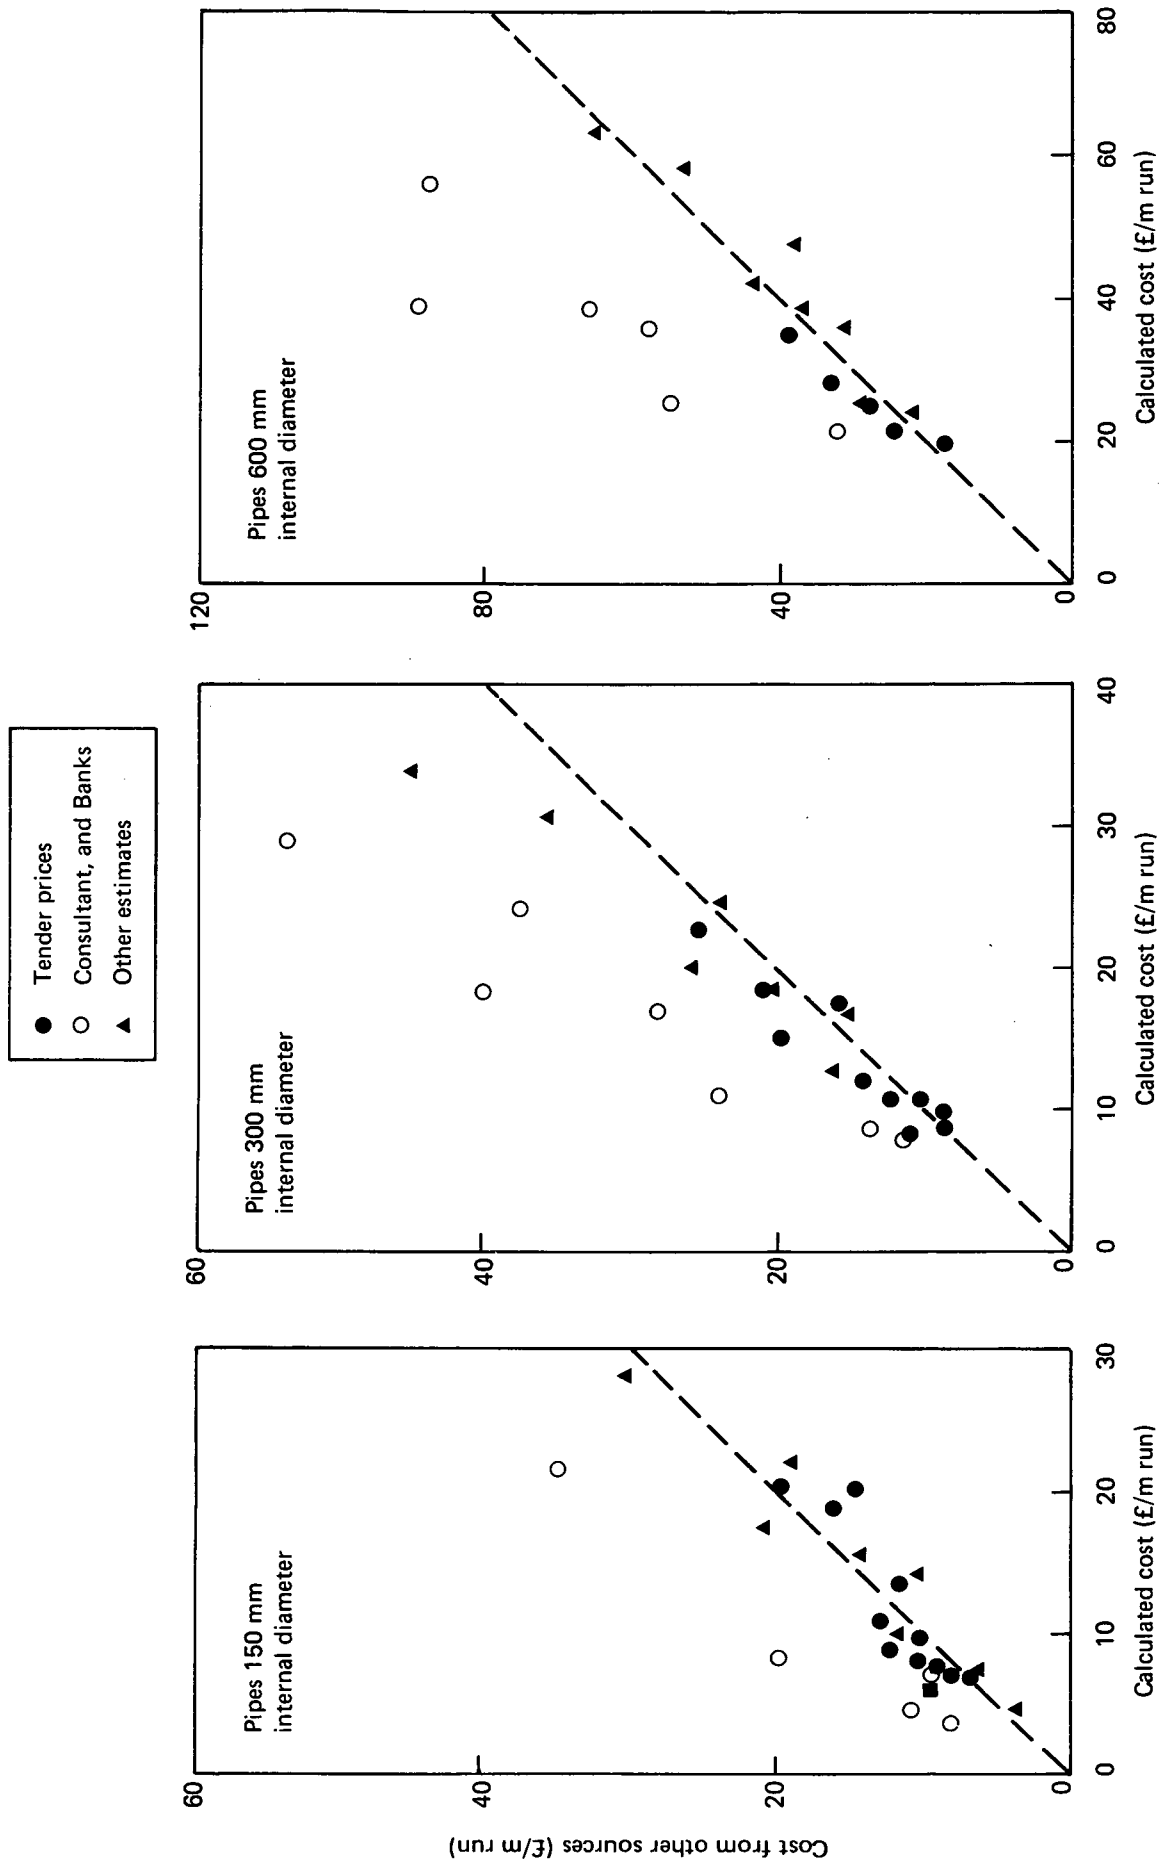 ● Tender prices
○ Consultant, and Banks
▲ Other estimates
Cost from other sources (£/m run)
Pipes 150 mm
internal diameter
60
40
20
0
0
10
20
30
Calculated cost (£/m run)
Pipes 300 mm
internal diameter
60
40
20
0
0
10
20
30
40
Calculated cost (£/m run)
Pipes 600 mm
internal diameter
120
80
40
0
0
20
40
60
80
Calculated cost (£/m run)